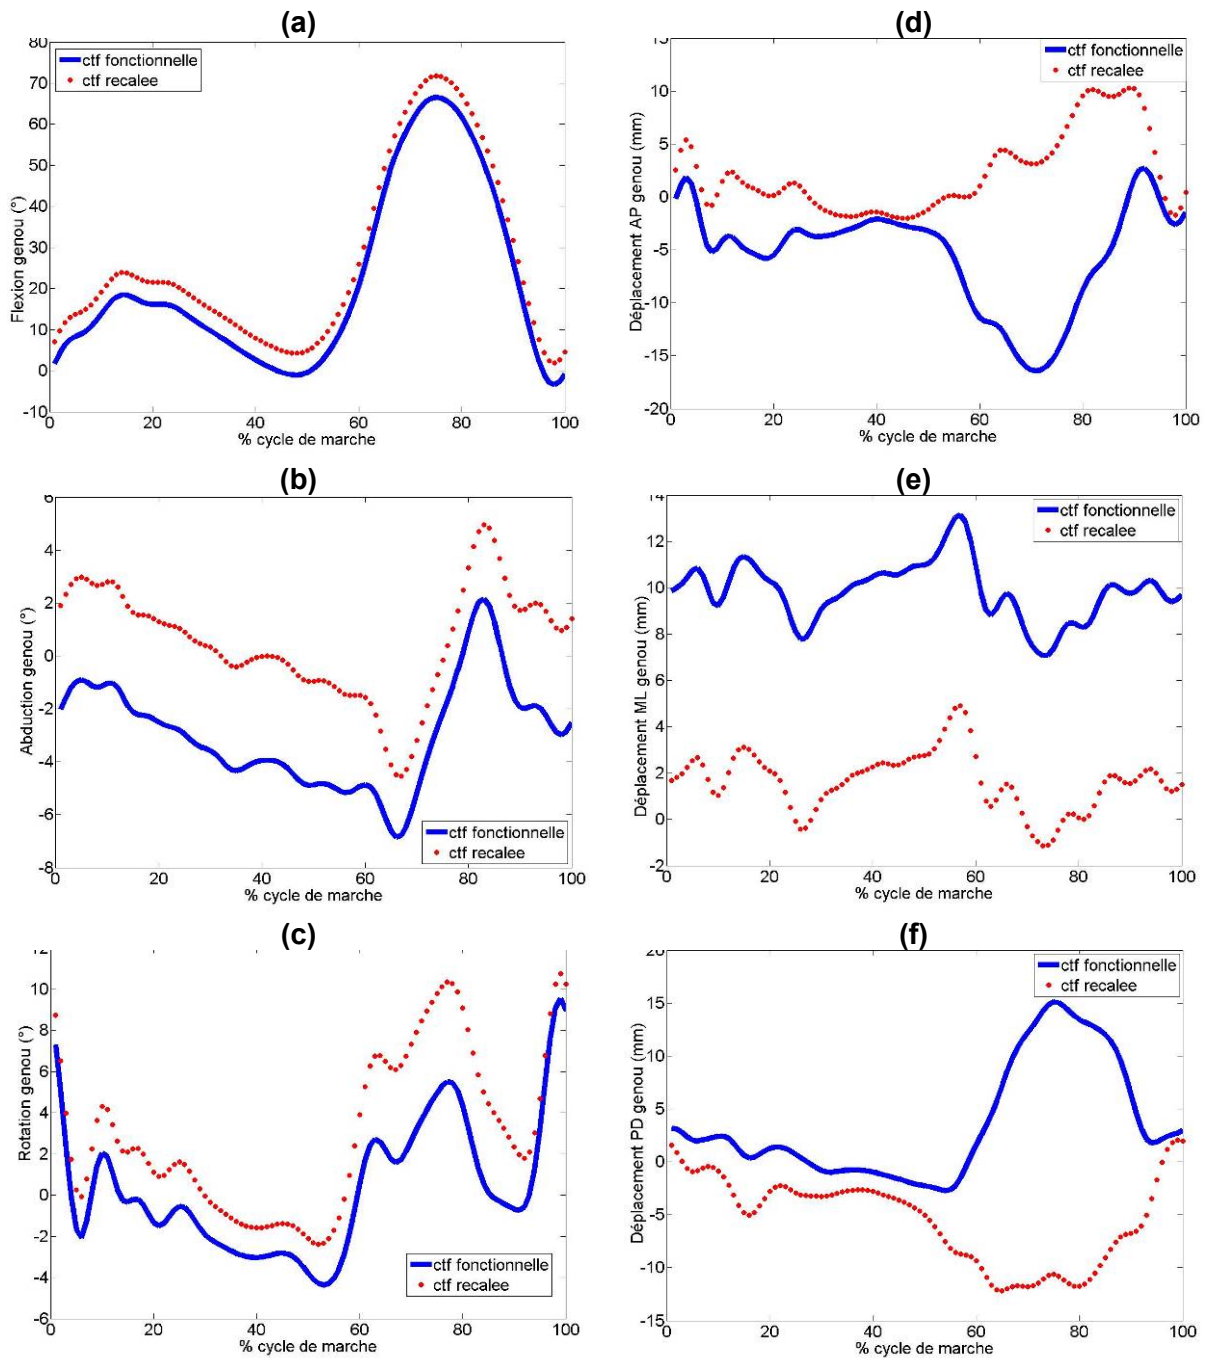 (a)
80
70
60
50
40
30
20
10
0
-10
Flexion genou (°)
ctf fonctionnelle
ctf recalee
0 20 40 60 80 100
% cycle de marche
(d)
15
10
5
0
-5
-10
-15
-20
Déplacement AP genou (mm)
ctf fonctionnelle
ctf recalee
0 20 40 60 80 100
% cycle de marche
(b)
6
4
2
0
-2
-4
-6
-8
Abduction genou (°)
ctf fonctionnelle
ctf recalee
0 20 40 60 80 100
% cycle de marche
(e)
14
12
10
8
6
4
2
0
-2
Déplacement ML genou (mm)
ctf fonctionnelle
ctf recalee
0 20 40 60 80 100
% cycle de marche
(c)
12
10
8
6
4
2
0
-2
-4
-6
Rotation genou (°)
ctf fonctionnelle
ctf recalee
0 20 40 60 80 100
% cycle de marche
(f)
20
15
10
5
0
-5
-10
-15
Déplacement PD genou (mm)
ctf fonctionnelle
ctf recalee
0 20 40 60 80 100
% cycle de marche